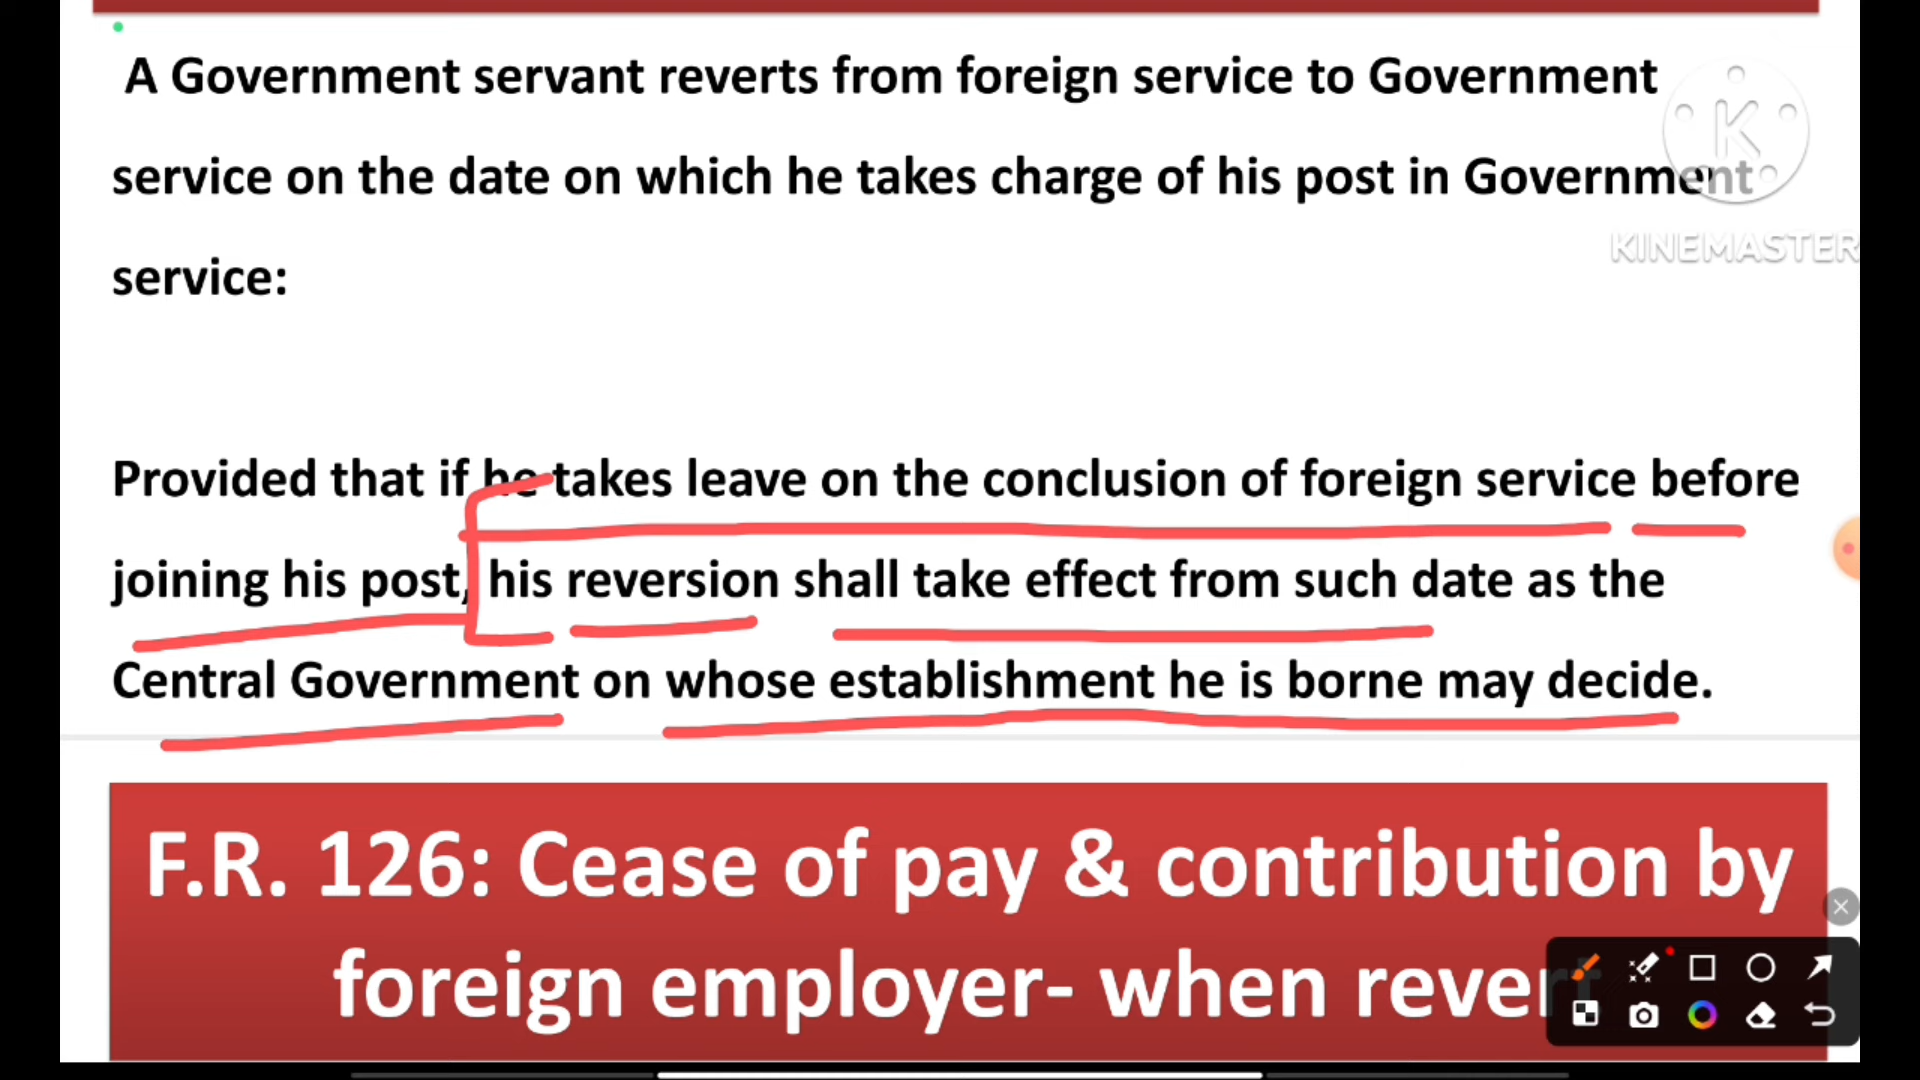 A Government servant reverts from foreign service to Government
service on the date on which he takes charge of his post in Government
service:
KINEMASTER
Provided that if he takes leave on the conclusion of foreign service before
joining his post, his reversion shall take effect from such date as the
Central Government on whose establishment he is borne may decide.
F.R. 126: Cease of pay & contribution by
foreign employer- when revert